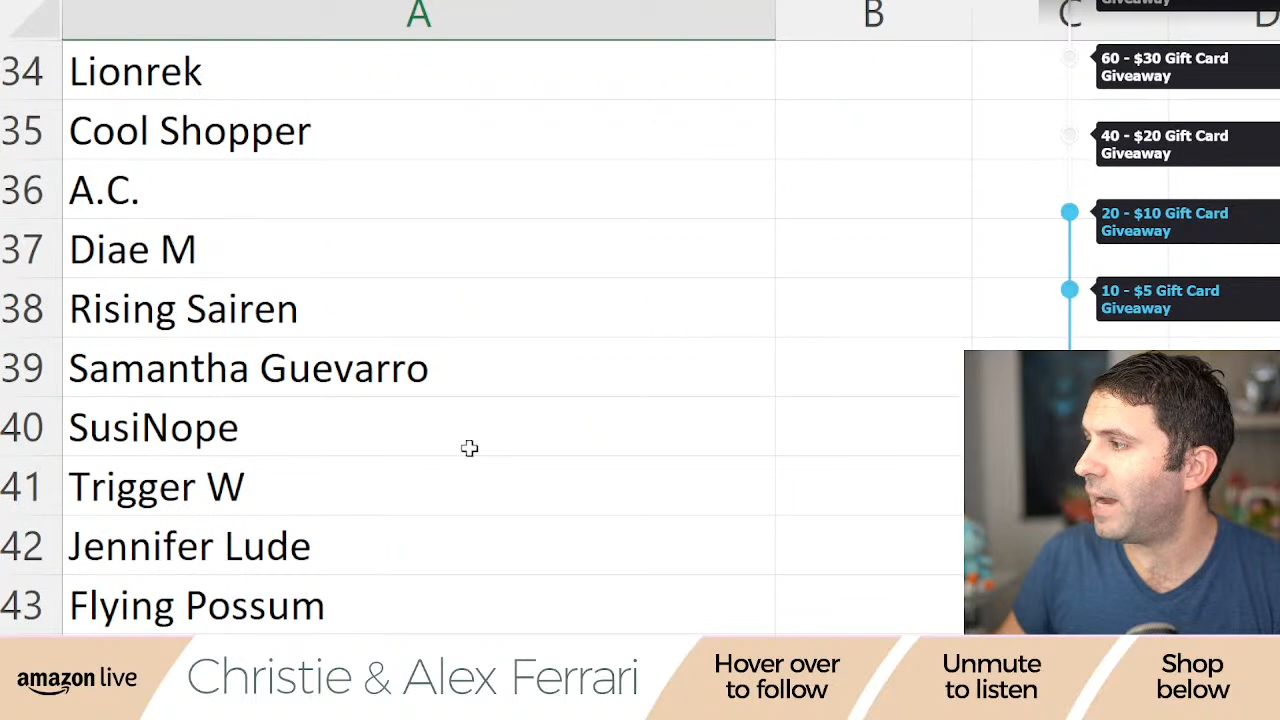 A
B
C
D
34 Lionrek
35 Cool Shopper
36 A.C.
37 Diae M
38 Rising Sairen
39 Samantha Guevarro
40 SusiNope
41 Trigger W
42 Jennifer Lude
43 Flying Possum
Giveaway
60 - $30 Gift Card
Giveaway
40 - $20 Gift Card
Giveaway
20 - $10 Gift Card
Giveaway
10 - $5 Gift Card
Giveaway
amazon live
Christie & Alex Ferrari
Hover over
to follow
Unmute
to listen
Shop
below